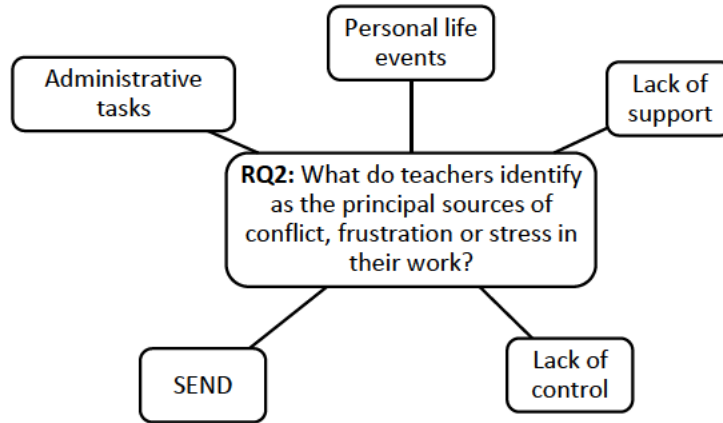 Personal life
events
Administrative
tasks
Lack of
support
RQ2: What do teachers identify
as the principal sources of
conflict, frustration or stress in
their work?
SEND
Lack of
control